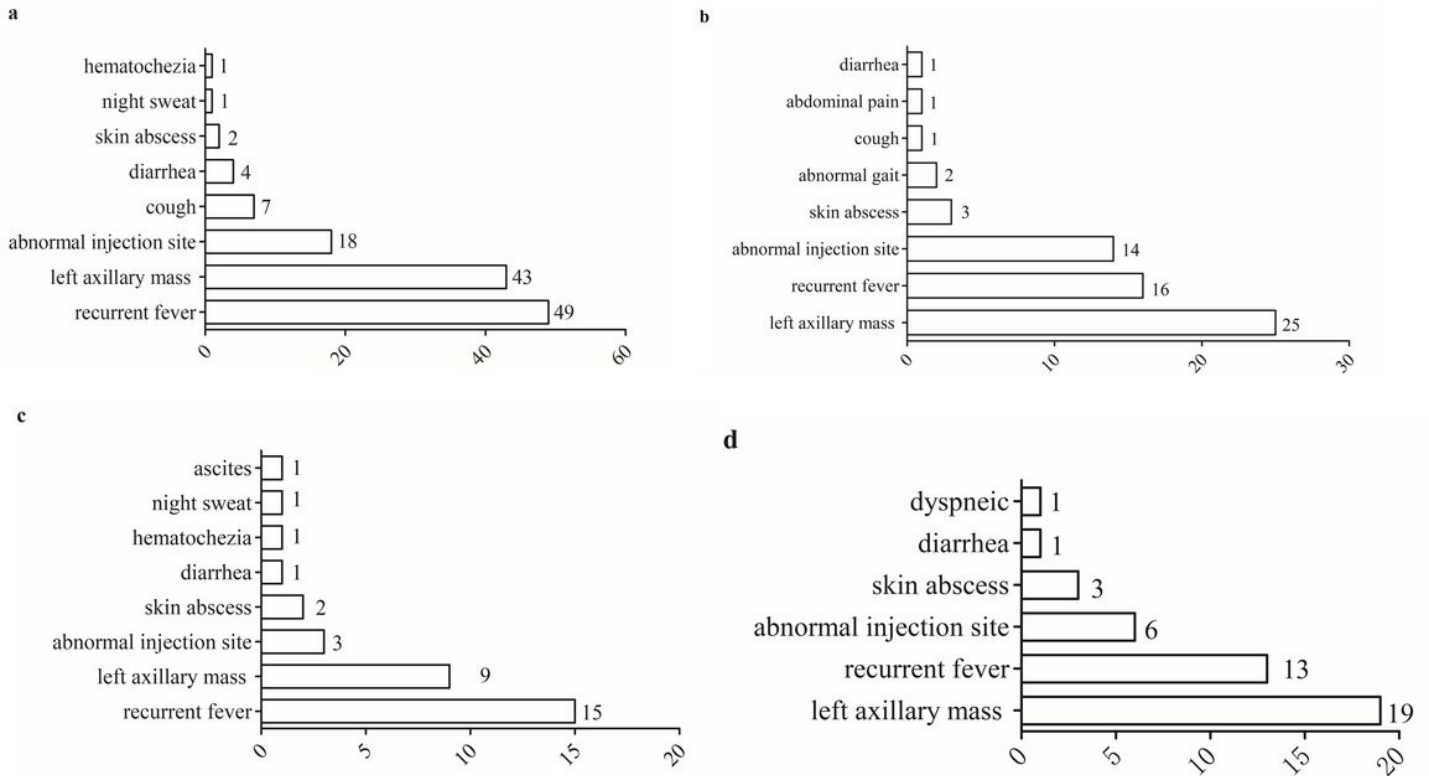 a
hematochezia 1
night sweat 1
skin abscess 2
diarrhea 4
cough 7
abnormal injection site 18
left axillary mass 43
recurrent fever 49
0 20 40 60
b
diarrhea 1
abdominal pain 1
cough 1
abnormal gait 2
skin abscess 3
abnormal injection site 14
recurrent fever 16
left axillary mass 25
0 10 20 30
c
ascites 1
night sweat 1
hematochezia 1
diarrhea 1
skin abscess 2
abnormal injection site 3
left axillary mass 9
recurrent fever 15
0 5 10 15 20
d
dyspneic 1
diarrhea 1
skin abscess 3
abnormal injection site 6
recurrent fever 13
left axillary mass 19
0 5 10 15 20